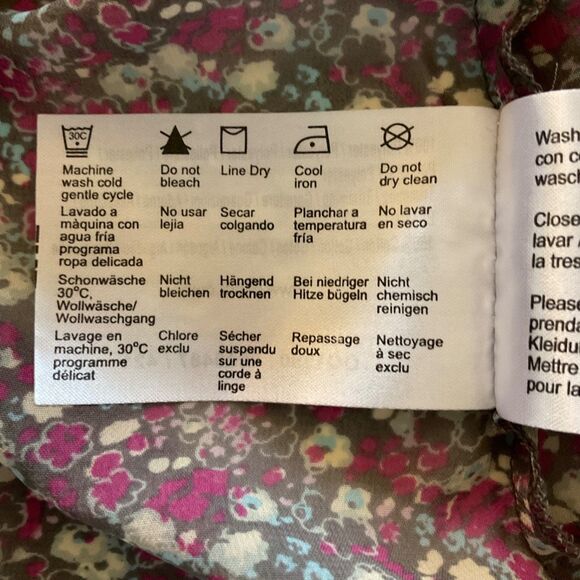 30C
Machine
wash cold
gentle cycle
Do not
bleach
Line Dry
Cool
iron
Do not
dry clean
Lavado a
màquina con
agua fría
programa
ropa delicada
No usar
lejia
Secar
colgando
Planchar a
temperatura
fría
No lavar
en seco
Schonwäsche
30°C,
Wollwäsche/
Wollwaschgang
Nicht
bleichen
Hängend
trocknen
Bei niedriger
Hitze bügeln
Nicht
chemisch
reinigen
Lavage en
machine, 30°C
programme
délicat
Chlore
exclu
Sécher
suspendu
sur une
corde à
linge
Repassage
doux
Nettoyage
à sec
exclu
Wash
con c
wasch
Close
lavar /
la tres
Please
prenda
Kleidu
Mettre
pour la